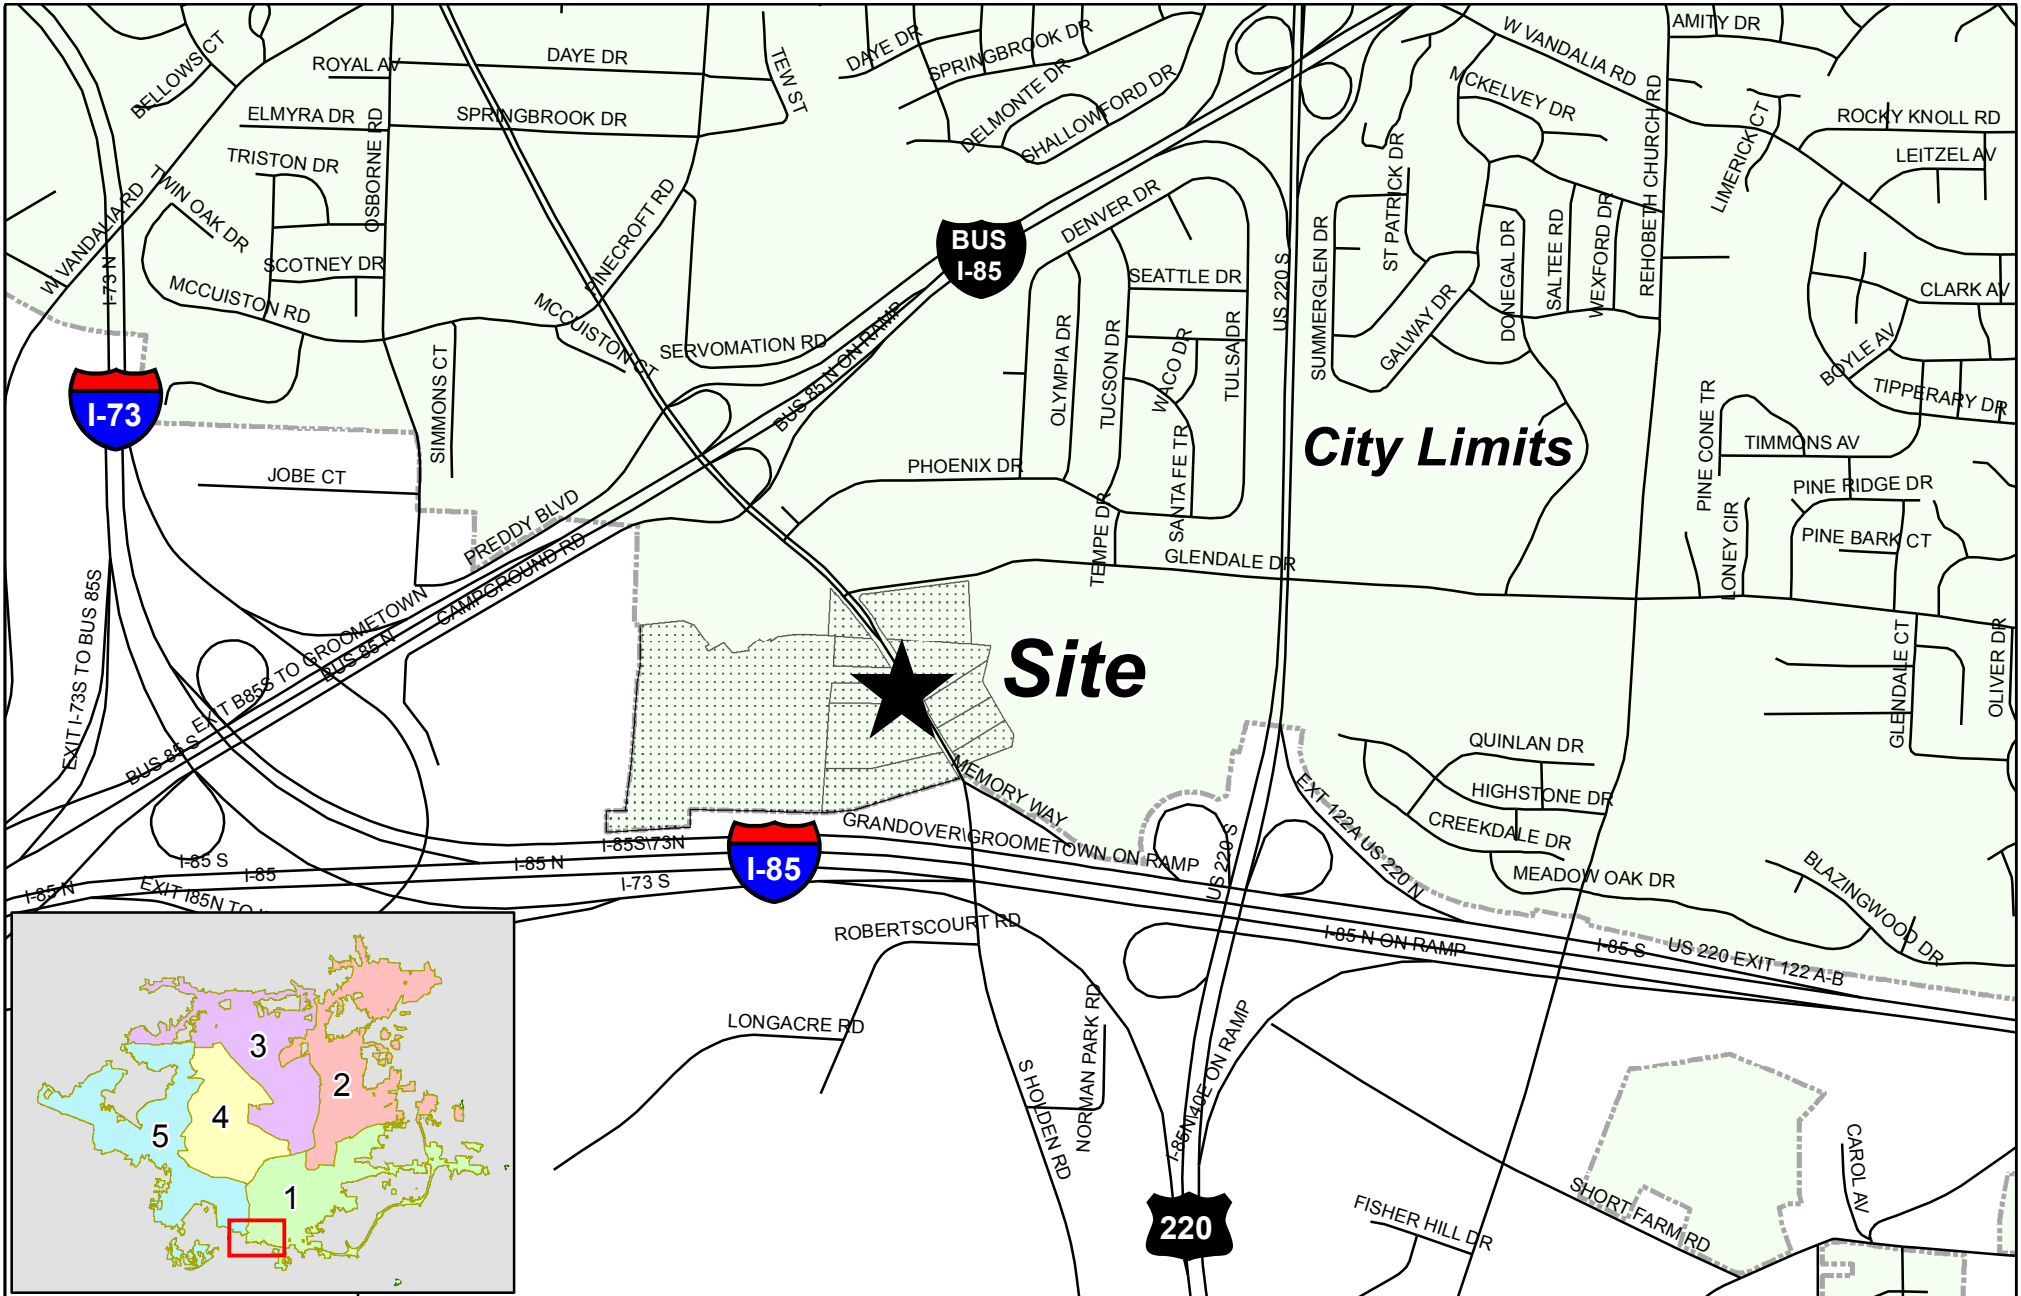 AMITY DR
W VANDALIA RD
BELLOWS CT
ROYAL AV
DAYE DR
TEW ST
DAYE DR
SPRINGBROOK DR
DELMONTE DR
SHALLOWFORD DR
MCKELVEY DR
REHOBETH CHURCH RD
LIMERICK CT
ROCKY KNOLL RD
LEITZEL AV
ELMYRA DR
OSBORNE RD
SPRINGBROOK DR
TRISTON DR
TWIN OAK DR
W VANDALIA RD
I-73 N
SCOTNEY DR
MCCUISTON RD
PINECROFT RD
MCCUISTON CT
SERVOMATION RD
BUS
I-85
DENVER DR
SEATTLE DR
US 220 S
SUMMERGLEN DR
ST PATRICK DR
GALWAY DR
DONEGAL DR
SALTEE RD
WEXFORD DR
CLARK AV
BOYLE AV
TIPPERARY DR
I-73
SIMMONS CT
BUS 85 N ON RAMP
OLYMPIA DR
TUCSON DR
WACO DR
TULSA DR
City Limits
PINE CONE TR
TIMMONS AV
JOBE CT
PHOENIX DR
SANTA FE TR
TEMPE DR
PINE RIDGE DR
PINE BARK CT
LONEY CIR
PREDDY BLVD
CAMPGROUND RD
GLENDALE DR
EXIT I-73S TO BUS 85S
EXIT B85S TO GROOMETOWN
BUS 85 N
BUS 85 S
Site
GLENDALE CT
OLIVER DR
QUINLAN DR
HIGHSTONE DR
CREEKDALE DR
MEADOW OAK DR
BLAZINGWOOD DR
MEMORY WAY
EXT 122A US 220 N
GRANDOVER\GROOMETOWN ON RAMP
US 220 S
I-85S\73N
I-85
I-85 S
I-85
I-85 N
I-73 S
I-85 N
EXIT I85N TO
ROBERTSCOURT RD
I-85 N ON RAMP
I-85 S
US 220 EXIT 122 A-B
LONGACRE RD
NORMAN PARK RD
S HOLDEN RD
I-85N\40E ON RAMP
220
FISHER HILL DR
SHORT FARM RD
CAROL AV
3
2
4
5
1